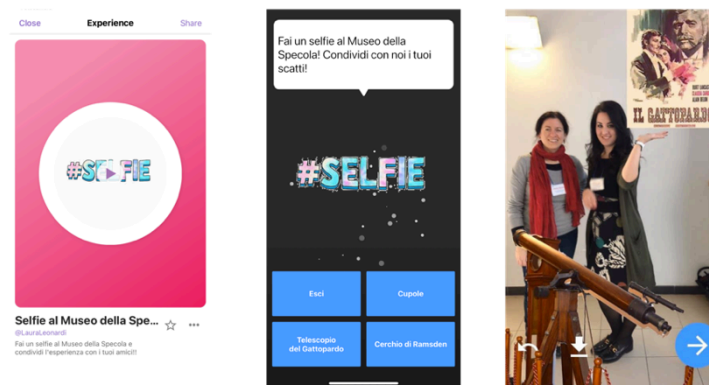 Close
Experience
Share
#SELFIE
Selfie al Museo della Spe...
@LauraLeonardi
Fai un selfie al Museo della Specola e
condividi l'esperienza con i tuoi amici!!
Fai un selfie al Museo della
Specola! Condividi con noi i tuoi
scatti!
#SELFIE
Esci
Cupole
Telescopio
del Gattopardo
Cerchio di Ramsden
IL GATTOPARDO